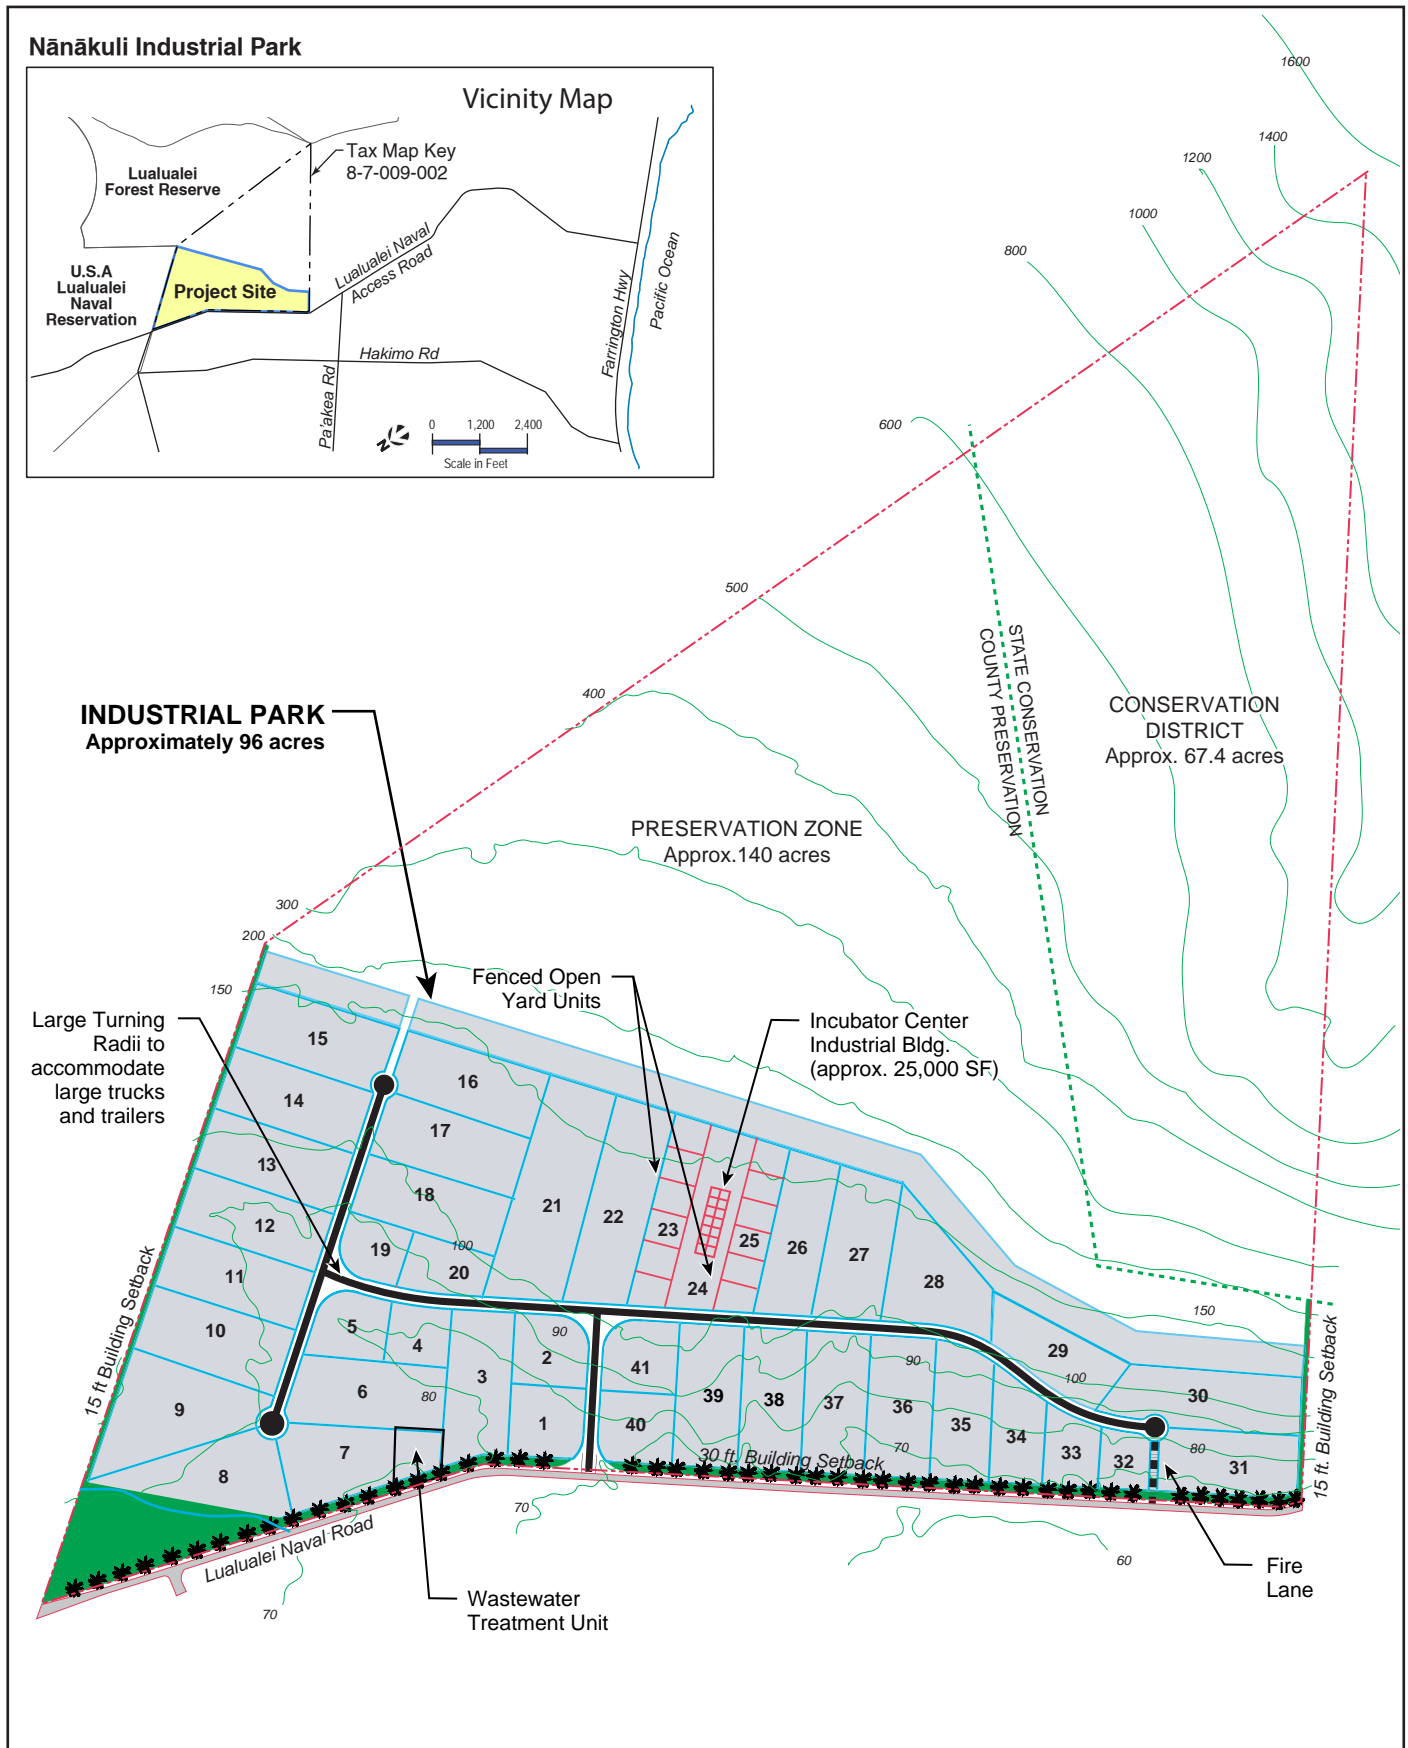 Nānākuli Industrial Park
Vicinity Map
Tax Map Key
8-7-009-002
Lualualei
Forest Reserve
U.S.A
Lualualei
Naval
Reservation
Project Site
Lualualei Naval
Access Road
Hakimo Rd
Pa'akea Rd
Farrington Hwy
Pacific Ocean
N
0 1,200 2,400
Scale in Feet
1600
1400
1200
1000
800
600
500
400
300
200
150
STATE CONSERVATION
COUNTY PRESERVATION
CONSERVATION
DISTRICT
Approx. 67.4 acres
INDUSTRIAL PARK
Approximately 96 acres
PRESERVATION ZONE
Approx.140 acres
Fenced Open
Yard Units
Incubator Center
Industrial Bldg.
(approx. 25,000 SF)
Large Turning
Radii to
accommodate
large trucks
and trailers
15
16
14
17
13
18
12
19
20
100
21
22
23
24
25
26
27
28
150
11
10
9
8
5
4
3
2
90
6
80
7
1
41
40
39
38
37
36
90
35
34
33
32
29
100
30
31
80
70
15 ft Building Setback
30 ft. Building Setback
15 ft. Building Setback
Lualualei Naval Road
70
70
60
Wastewater
Treatment Unit
Fire
Lane